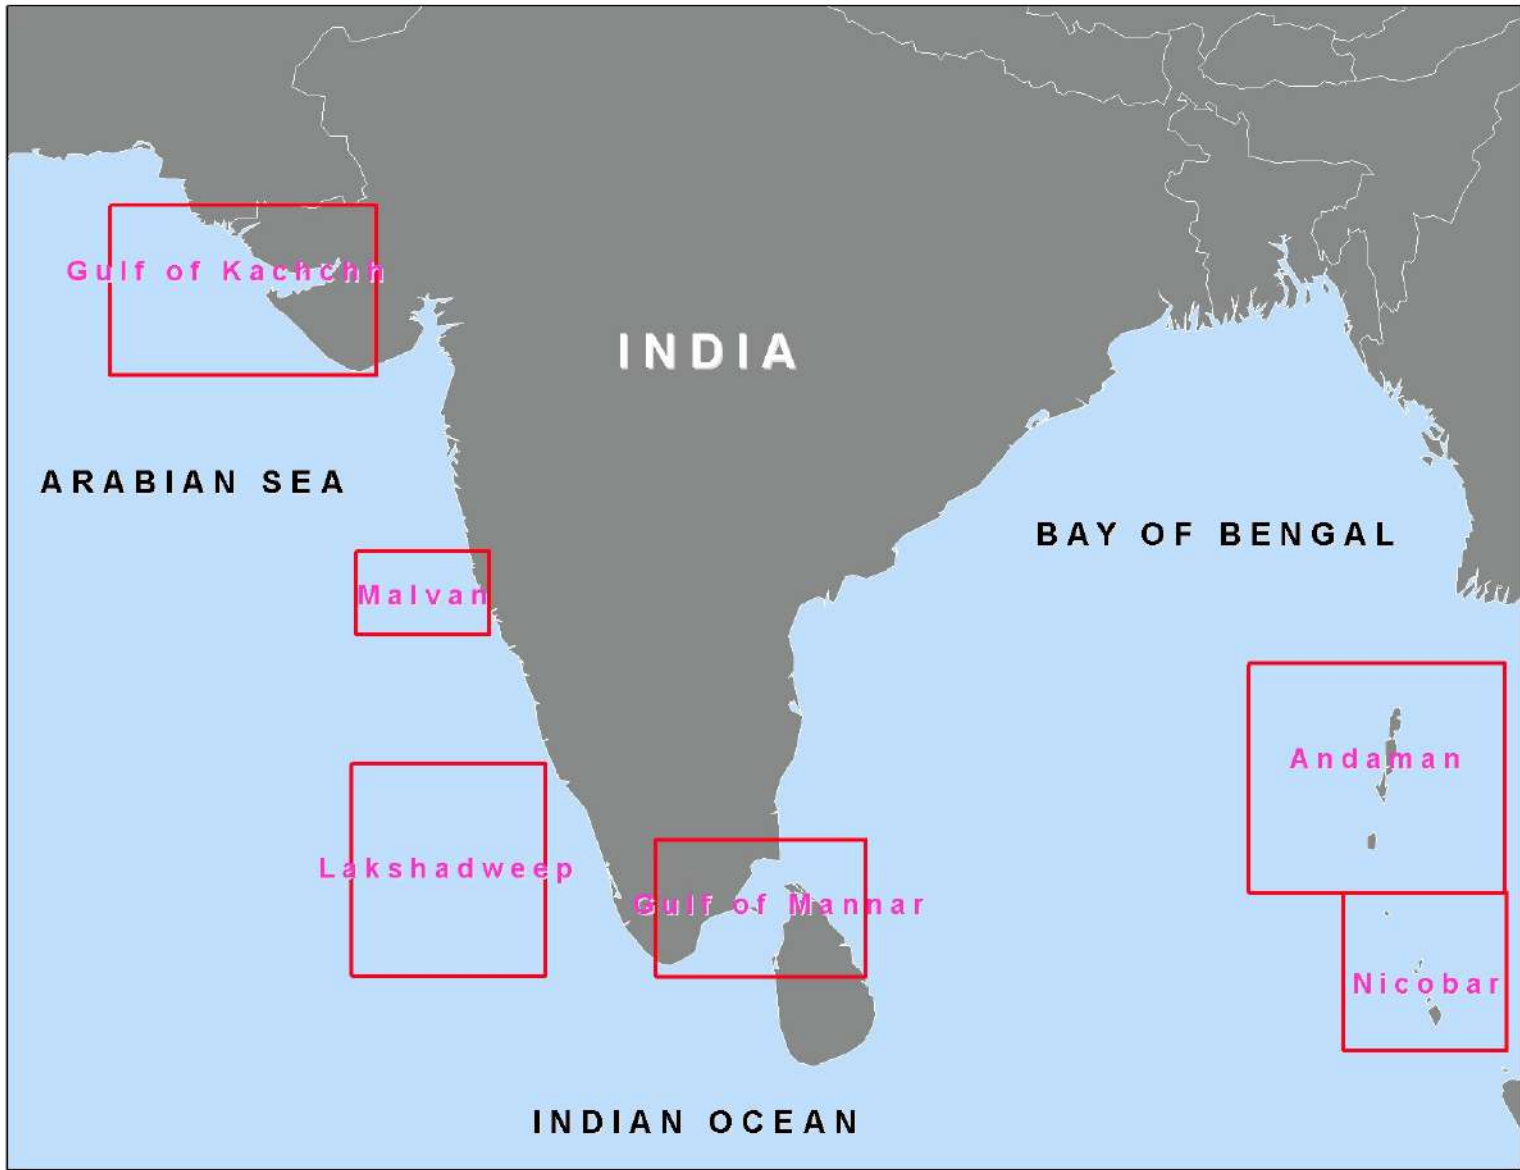 Gulf of Kachchh
INDIA
ARABIAN SEA
BAY OF BENGAL
Malvan
Andaman
Lakshadweep
Gulf of Mannar
Nicobar
INDIAN OCEAN